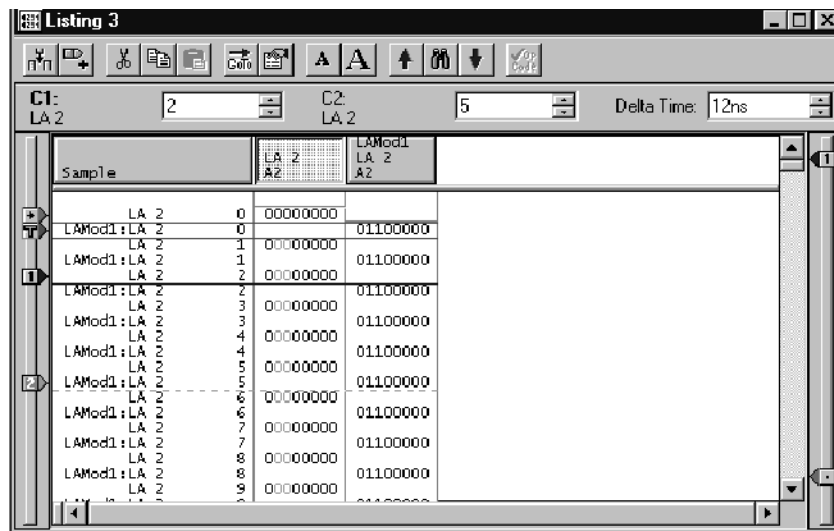 Listing 3
Goto A A Op Code
C1: 2 C2: 5 Delta Time: 12ns
LA 2 LA 2
Sample LA 2 A2 LAMod1 LA 2 A2
LA 2 0 00000000
LAMod1:LA 2 0 01100000
LA 2 1 00000000
LAMod1:LA 2 1 01100000
LA 2 2 00000000
LAMod1:LA 2 2 01100000
LA 2 3 00000000
LAMod1:LA 2 3 01100000
LA 2 4 00000000
LAMod1:LA 2 4 01100000
LA 2 5 00000000
LAMod1:LA 2 5 01100000
LA 2 6 00000000
LAMod1:LA 2 6 01100000
LA 2 7 00000000
LAMod1:LA 2 7 01100000
LA 2 8 00000000
LAMod1:LA 2 8 01100000
LA 2 9 00000000